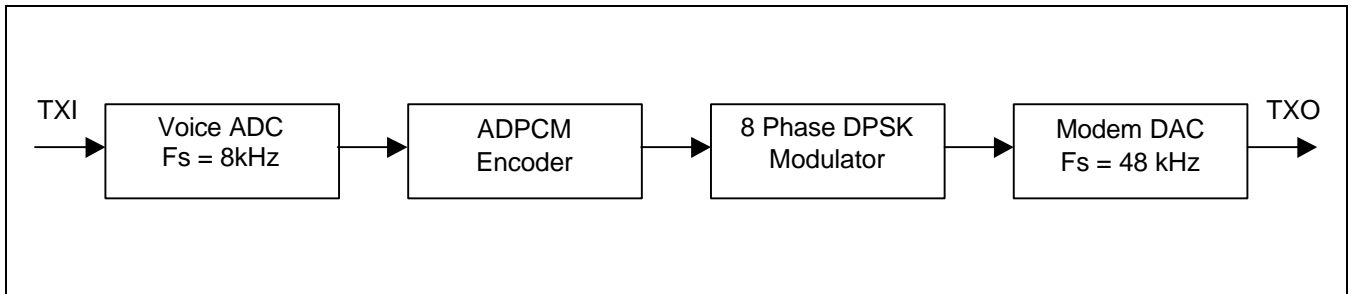 TXI
Voice ADC
Fs = 8kHz
ADPCM
Encoder
8 Phase DPSK
Modulator
Modem DAC
Fs = 48 kHz
TXO